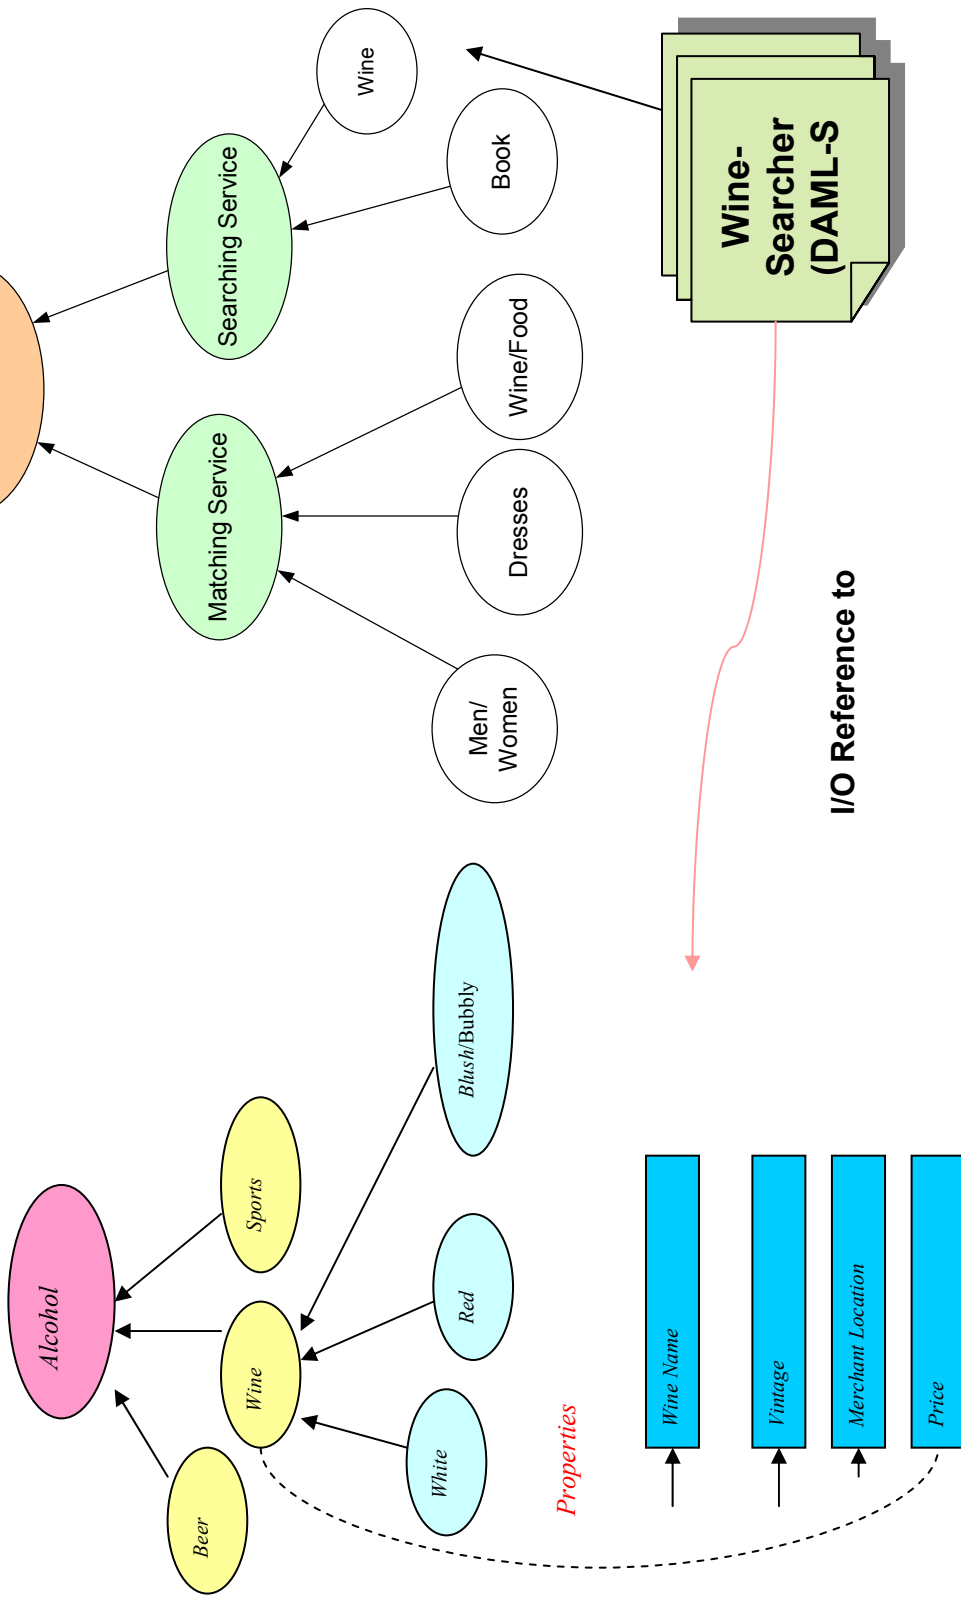 Alcohol
Beer
Wine
Sports
White
Red
Blush/Bubbly
Properties
Wine Name
Vintage
Merchant Location
Price
Matching Service
Searching Service
Men/
Women
Dresses
Wine/Food
Book
Wine
I/O Reference to
Wine-
Searcher
(DAML-S